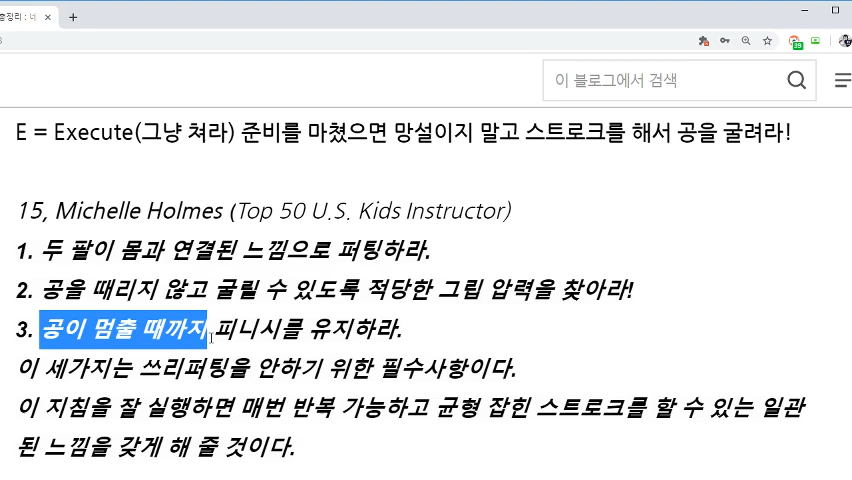 총정리 : 네
이 블로그에서 검색
39
E = Execute(그냥 쳐라) 준비를 마쳤으면 망설이지 말고 스트로크를 해서 공을 굴려라!
15, Michelle Holmes (Top 50 U.S. Kids Instructor)
1. 두 팔이 몸과 연결된 느낌으로 퍼팅하라.
2. 공을 때리지 않고 굴릴 수 있도록 적당한 그립 압력을 찾아라!
3. 공이 멈출 때까지 피니시를 유지하라.
이 세가지는 쓰리퍼팅을 안하기 위한 필수사항이다.
이 지침을 잘 실행하면 매번 반복 가능하고 균형 잡힌 스트로크를 할 수 있는 일관
된 느낌을 갖게 해 줄 것이다.